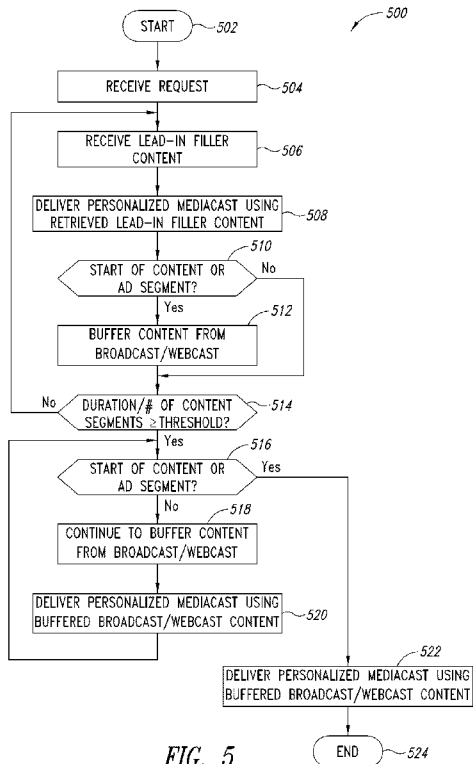 500
START
502
RECEIVE REQUEST
504
RECEIVE LEAD-IN FILLER
CONTENT
506
DELIVER PERSONALIZED MEDIACAST USING
RETRIEVED LEAD-IN FILLER CONTENT
508
510
START OF CONTENT OR
AD SEGMENT?
No
Yes
512
BUFFER CONTENT FROM
BROADCAST/WEBCAST
No
DURATION/# OF CONTENT
SEGMENTS ≥ THRESHOLD?
514
Yes
516
START OF CONTENT OR
AD SEGMENT?
Yes
No
518
CONTINUE TO BUFFER CONTENT
FROM BROADCAST/WEBCAST
DELIVER PERSONALIZED MEDIACAST USING
BUFFERED BROADCAST/WEBCAST CONTENT
520
522
DELIVER PERSONALIZED MEDIACAST USING
BUFFERED BROADCAST/WEBCAST CONTENT
END
524
FIG. 5